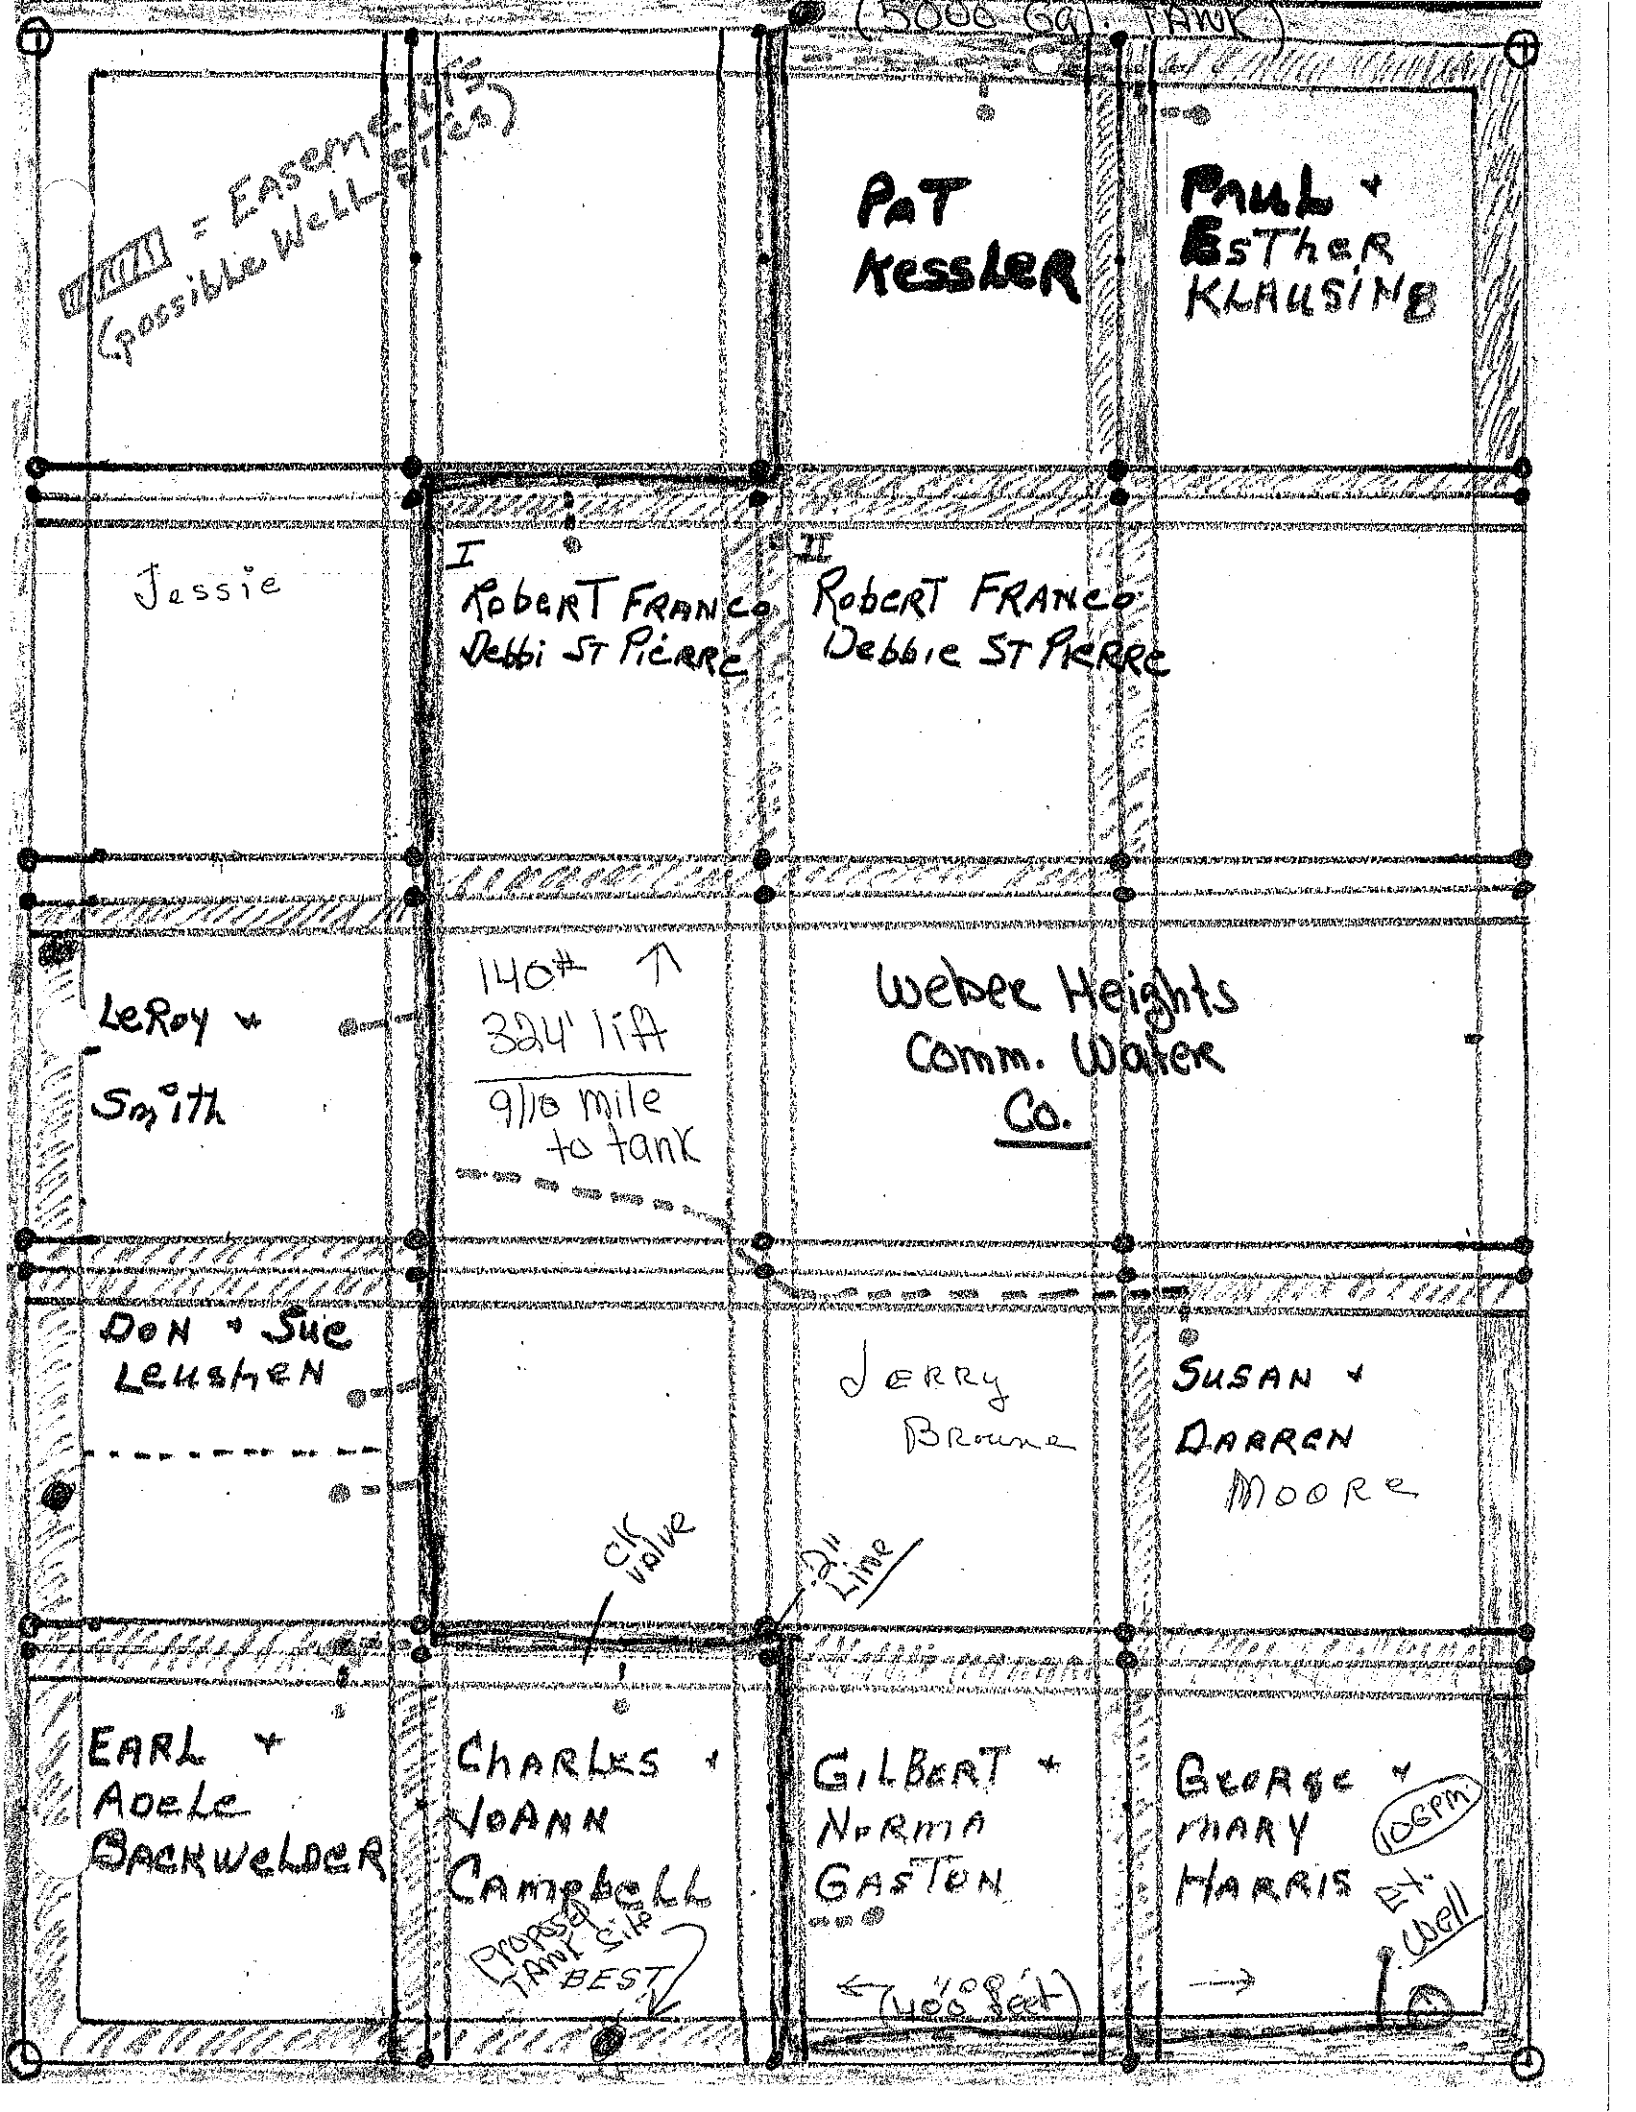 (5000 Gal. TANK)
= EASEMENTS
(possible Well Sites)
PAT
KessLER
PAUL +
EsTheR
KLAUSiNG
Jessie
I
RobERT FRANCO
Debbi ST PiERRe
II
RobERT FRANCO
Debbie ST PIERRe
LeRoy +
Smith
140# ↑
324' lift
9/10 mile
to tank
Weber Heights
Comm. Water
Co.
DON + Sue
LeushEN
JERRy
BRowne
SUSAN +
DARREN
MOORe
CK
valve
2"
Line
EARL +
ADeLe
BACKWeLDER
ChARLes +
JOANN
CAmpbeLL
Proposed
TANK Site
BEST
GiLBeRT +
NoRMA
GASTON
← (400 feet) →
GeORGe +
MARY
HARRIS
10GPM
Ex.
Well